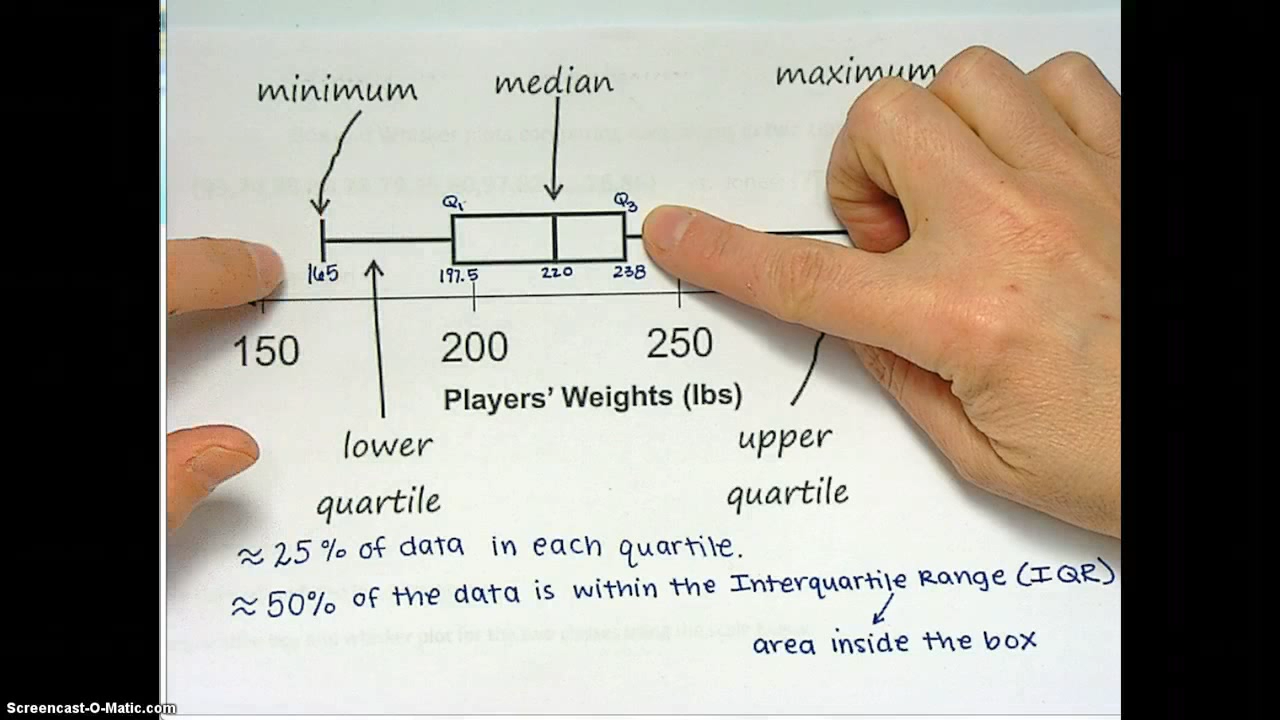 minimum
median
maximum
Q1
Q3
165
197.5
220
238
150
200
250
Players' Weights (lbs)
lower
quartile
upper
quartile
≈ 25% of data in each quartile.
≈ 50% of the data is within the Interquartile Range (IQR)
area inside the box
Screencast-O-Matic.com